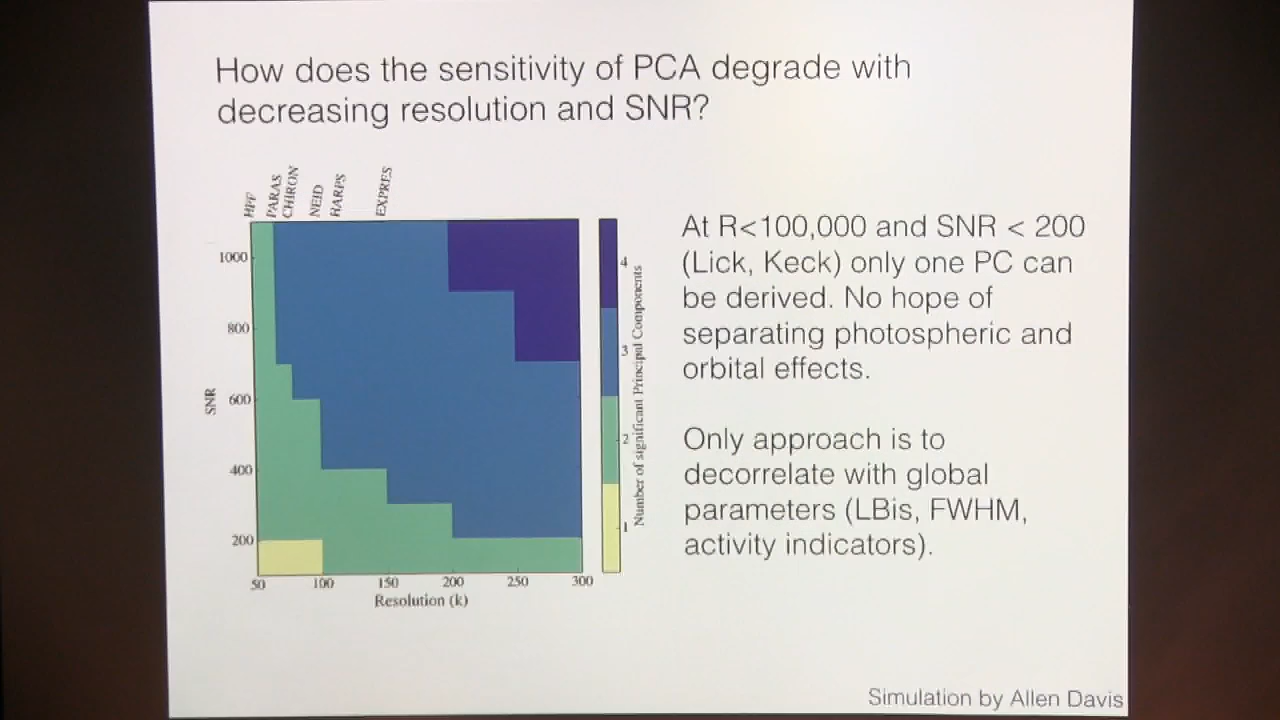 How does the sensitivity of PCA degrade with
decreasing resolution and SNR?
HPF
PARAS
CHIRON
NEID
HARPS
EXPRES
1000
800
600
400
200
SNR
50 100 150 200 250 300
Resolution (k)
4
3
2
1
Number of significant Principal Components
At R<100,000 and SNR < 200
(Lick, Keck) only one PC can
be derived. No hope of
separating photospheric and
orbital effects.
Only approach is to
decorrelate with global
parameters (LBis, FWHM,
activity indicators).
Simulation by Allen Davis